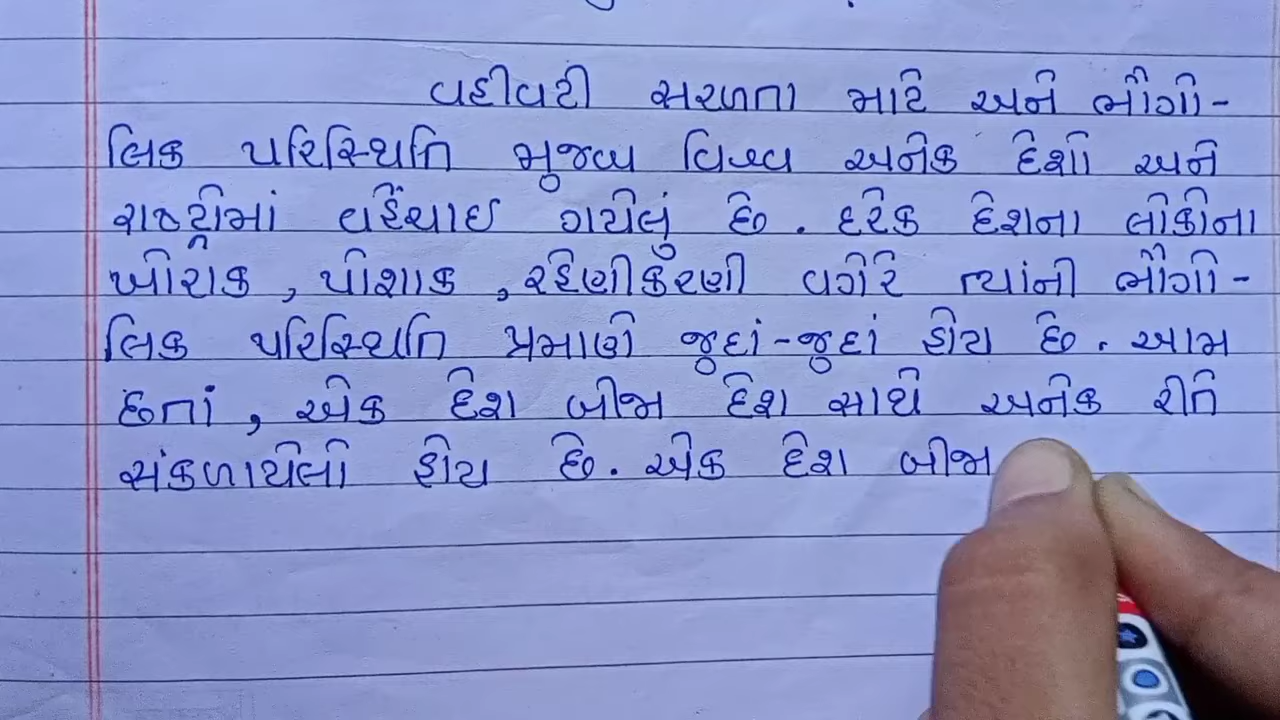 વહીવટી સરળતા માટે અને ભૌગો-
લિક પરિસ્થિતિ મુજબ વિશ્વ અનેક દેશો અને
રાષ્ટ્રોમાં વહેંચાઇ ગયેલું છે. દરેક દેશના લોકોના
ખોરાક, પોશાક, રહેણીકરણી વગેરે ત્યાંની ભૌગો-
લિક પરિસ્થિતિ પ્રમાણે જુદાં-જુદાં હોય છે. આમ
છતાં, એક દેશ બીજા દેશ સાથે અનેક રીતે
સંકળાયેલો હોય છે. એક દેશ બીજા